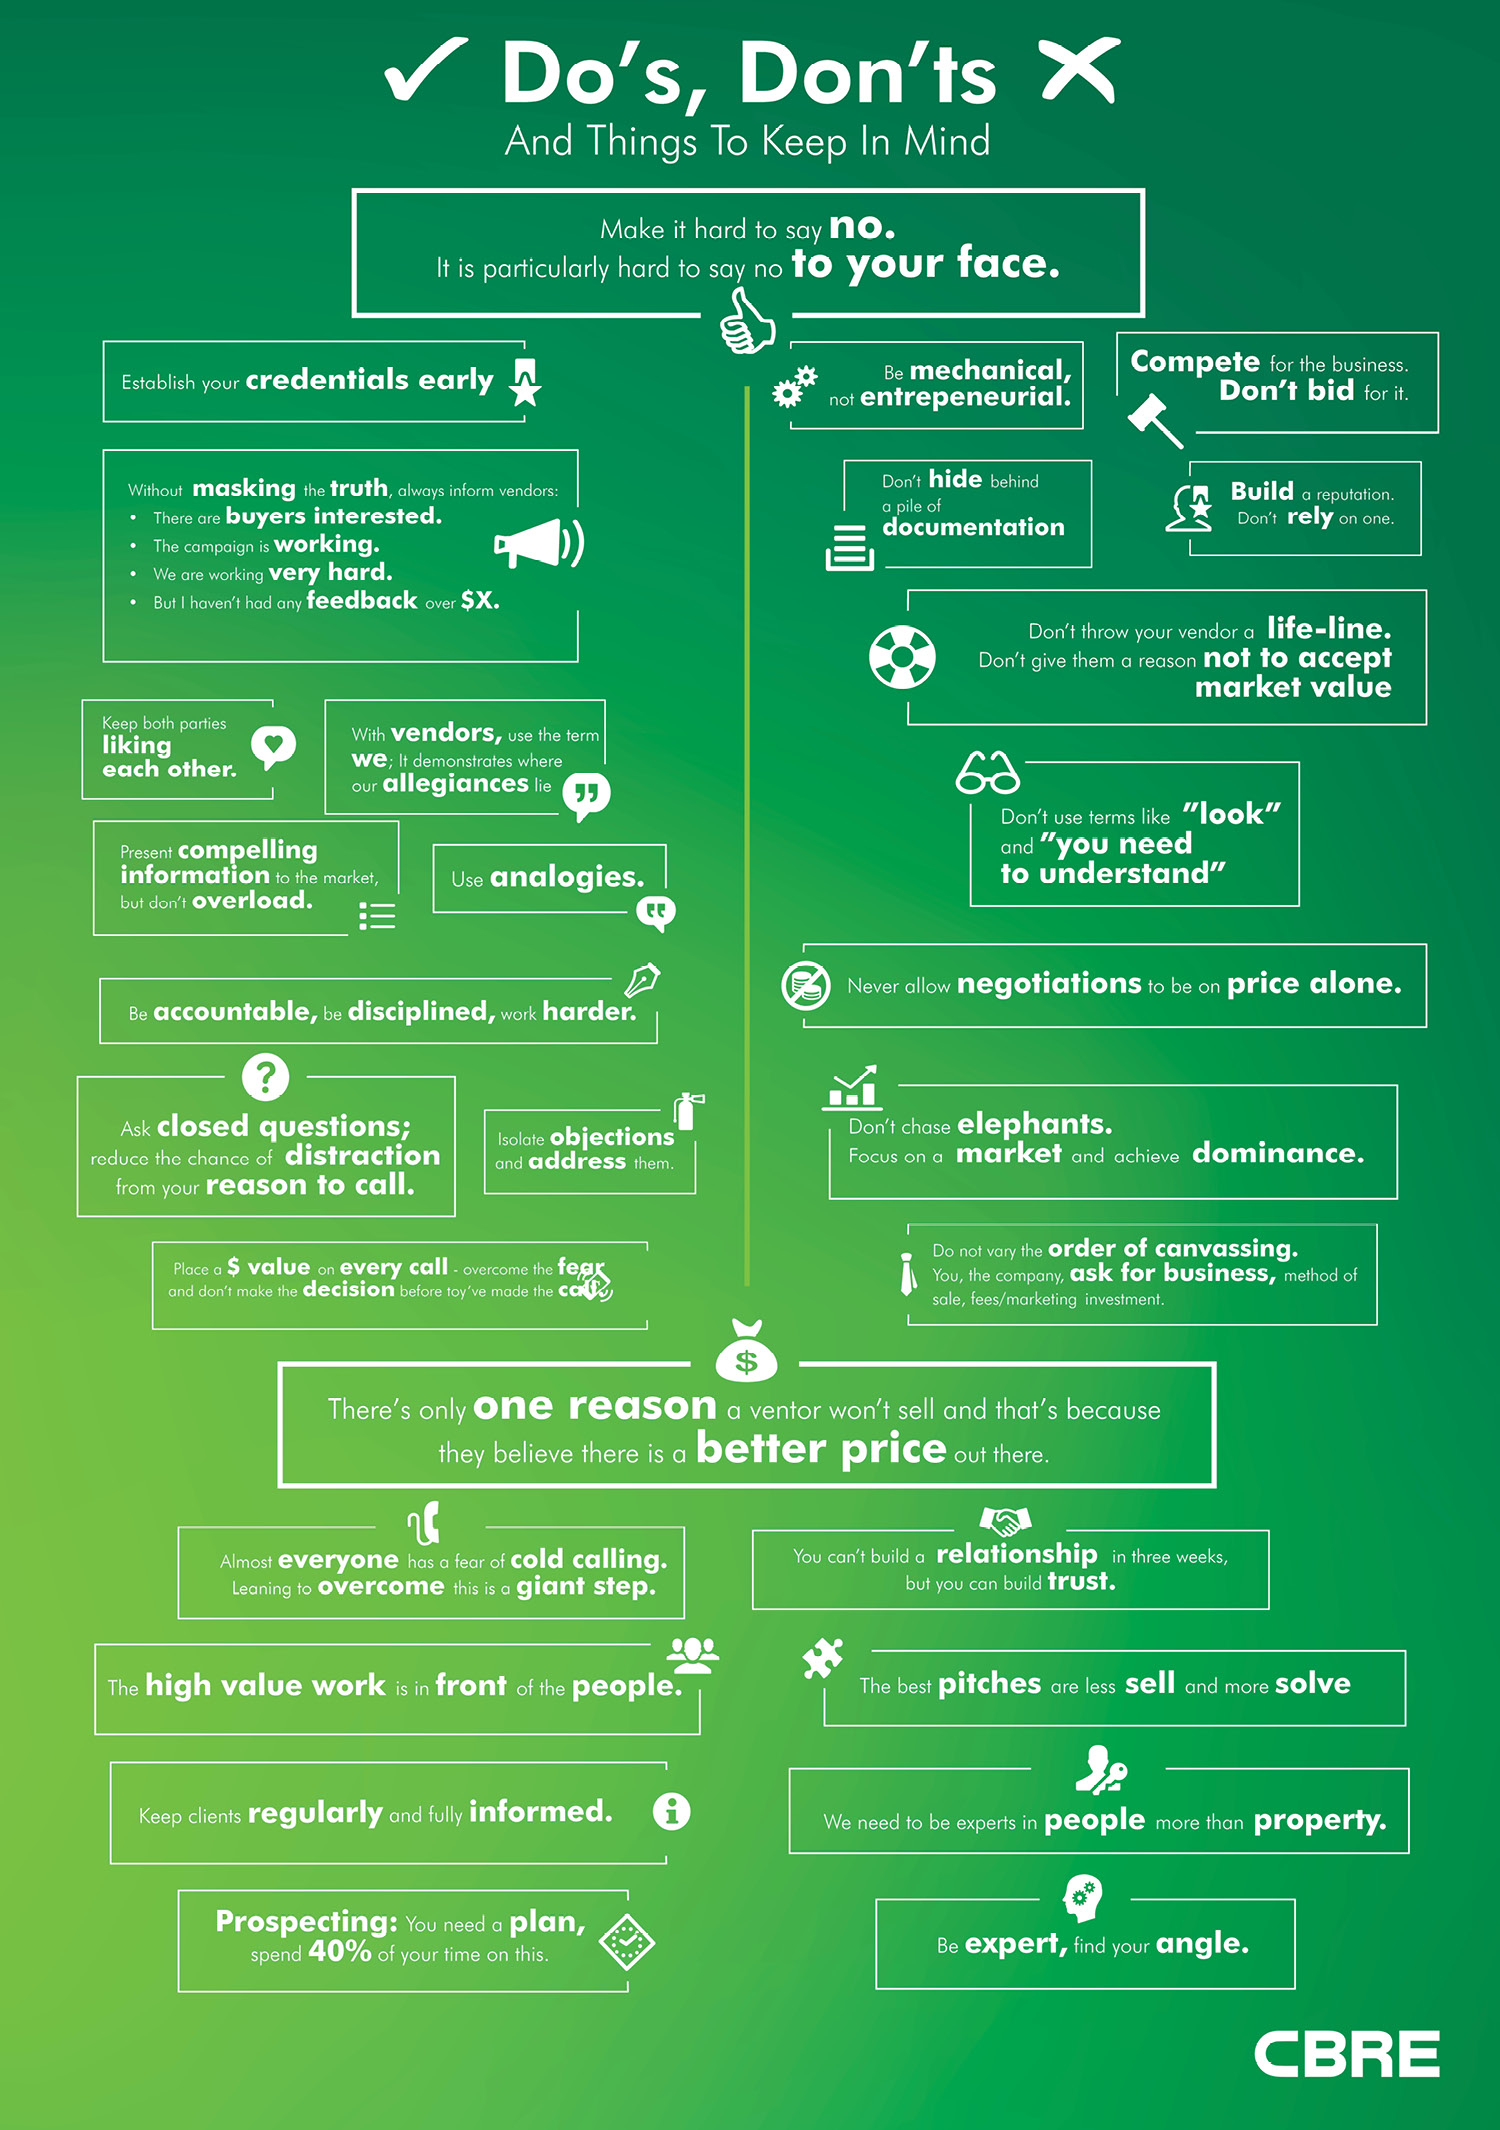 Do's, Don'ts
And Things To Keep In Mind
Make it hard to say no.
It is particularly hard to say no to your face.
Establish your credentials early
Without masking the truth, always inform vendors:
• There are buyers interested.
• The campaign is working.
• We are working very hard.
• But I haven't had any feedback over $X.
Keep both parties
liking
each other.
With vendors, use the term
we; It demonstrates where
our allegiances lie
Present compelling
information to the market,
but don't overload.
Use analogies.
Be accountable, be disciplined, work harder.
Ask closed questions;
reduce the chance of distraction
from your reason to call.
Isolate objections
and address them.
Place a $ value on every call - overcome the fear
and don't make the decision before toy've made the call.
Be mechanical,
not entrepeneurial.
Compete for the business.
Don't bid for it.
Don't hide behind
a pile of
documentation
Build a reputation.
Don't rely on one.
Don't throw your vendor a life-line.
Don't give them a reason not to accept
market value
Don't use terms like "look"
and "you need
to understand"
Never allow negotiations to be on price alone.
Don't chase elephants.
Focus on a market and achieve dominance.
Do not vary the order of canvassing.
You, the company, ask for business, method of
sale, fees/marketing investment.
There's only one reason a ventor won't sell and that's because
they believe there is a better price out there.
Almost everyone has a fear of cold calling.
Leaning to overcome this is a giant step.
You can't build a relationship in three weeks,
but you can build trust.
The high value work is in front of the people.
The best pitches are less sell and more solve
Keep clients regularly and fully informed.
We need to be experts in people more than property.
Prospecting: You need a plan,
spend 40% of your time on this.
Be expert, find your angle.
CBRE